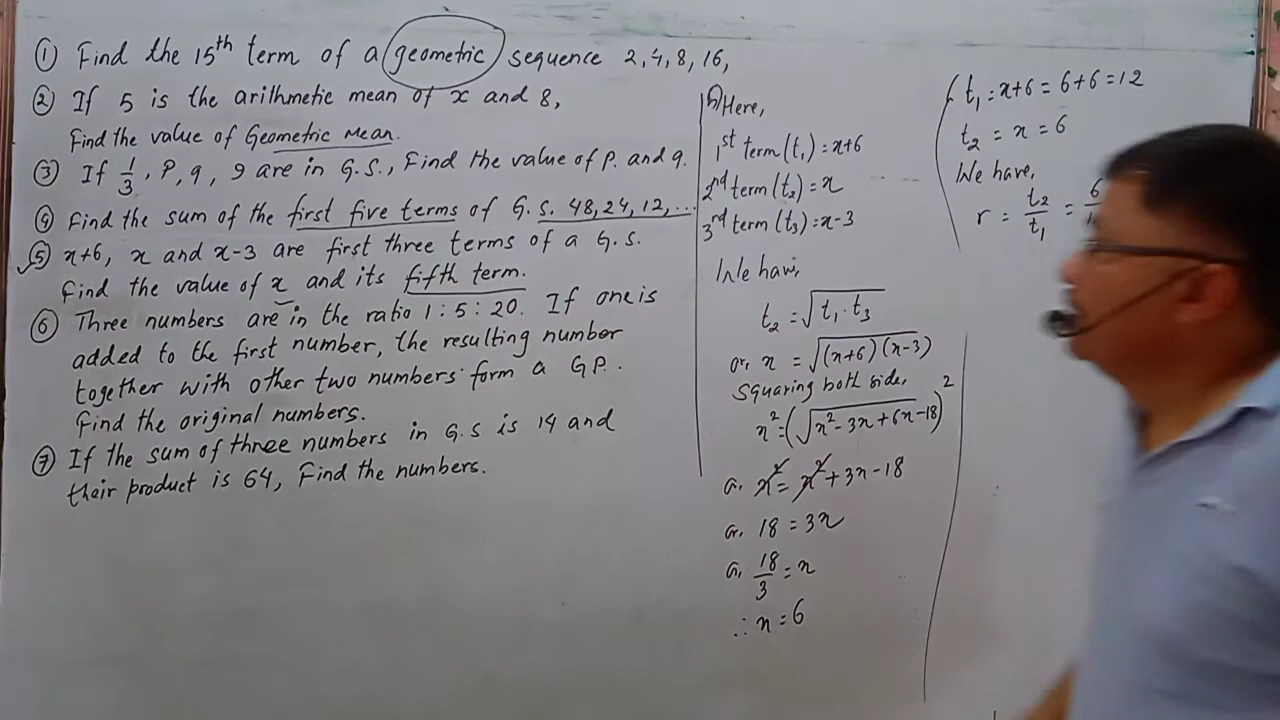 ① Find the 15th term of a geometric sequence 2, 4, 8, 16,
② If 5 is the arithmetic mean of x and 8,
Find the value of Geometric Mean.
③ If 1/3, p, q, 9 are in G.S., Find the value of p. and q.
④ Find the sum of the first five terms of G.S. 48, 24, 12, ...
⑤ x+6, x and x-3 are first three terms of a G.S.
Find the value of x and its fifth term.
⑥ Three numbers are in the ratio 1:5:20. If one is
added to the first number, the resulting number
together with other two numbers form a GP.
Find the original numbers.
⑦ If the sum of three numbers in G.S is 14 and
their product is 64, Find the numbers.
5) Here,
1st term (t₁) = x+6
2nd term (t₂) = x
3rd term (t₃) = x-3
We have,
t₂ = √(t₁ . t₃)
or, x = √((x+6)(x-3))
Squaring both side,
x² = (√(x² - 3x + 6x - 18))²
or, x² = x² + 3x - 18
or, 18 = 3x
or, 18/3 = x
∴ x = 6
t₁ = x+6 = 6+6 = 12
t₂ = x = 6
We have,
r = t₂/t₁ = 6